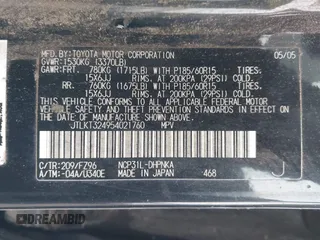 MFD.BY:TOYOTA MOTOR CORPORATION 05/05
GVWR:1530KG (3370LB)
GAWR:FRT. 780KG (1715LB) WITH P185/60R15 TIRES,
15X6JJ RIMS, AT 200KPA (29PSI) COLD
RR. 760KG (1675LB) WITH P185/60R15 TIRES,
15X6JJ RIMS, AT 200KPA (29PSI) COLD
THIS VEHICLE CONFORMS TO ALL APPLICABLE
FEDERAL MOTOR VEHICLE SAFETY, BUMPER, AND THEFT
PREVENTION STANDARDS IN EFFECT ON THE DATE OF
MANUFACTURE SHOWN ABOVE.
JTLKT324954021760 MPV
C/TR:209/FZ96 NCP31L-DHPNKA J
A/TM:-04A/U340E 468
DREAMBID